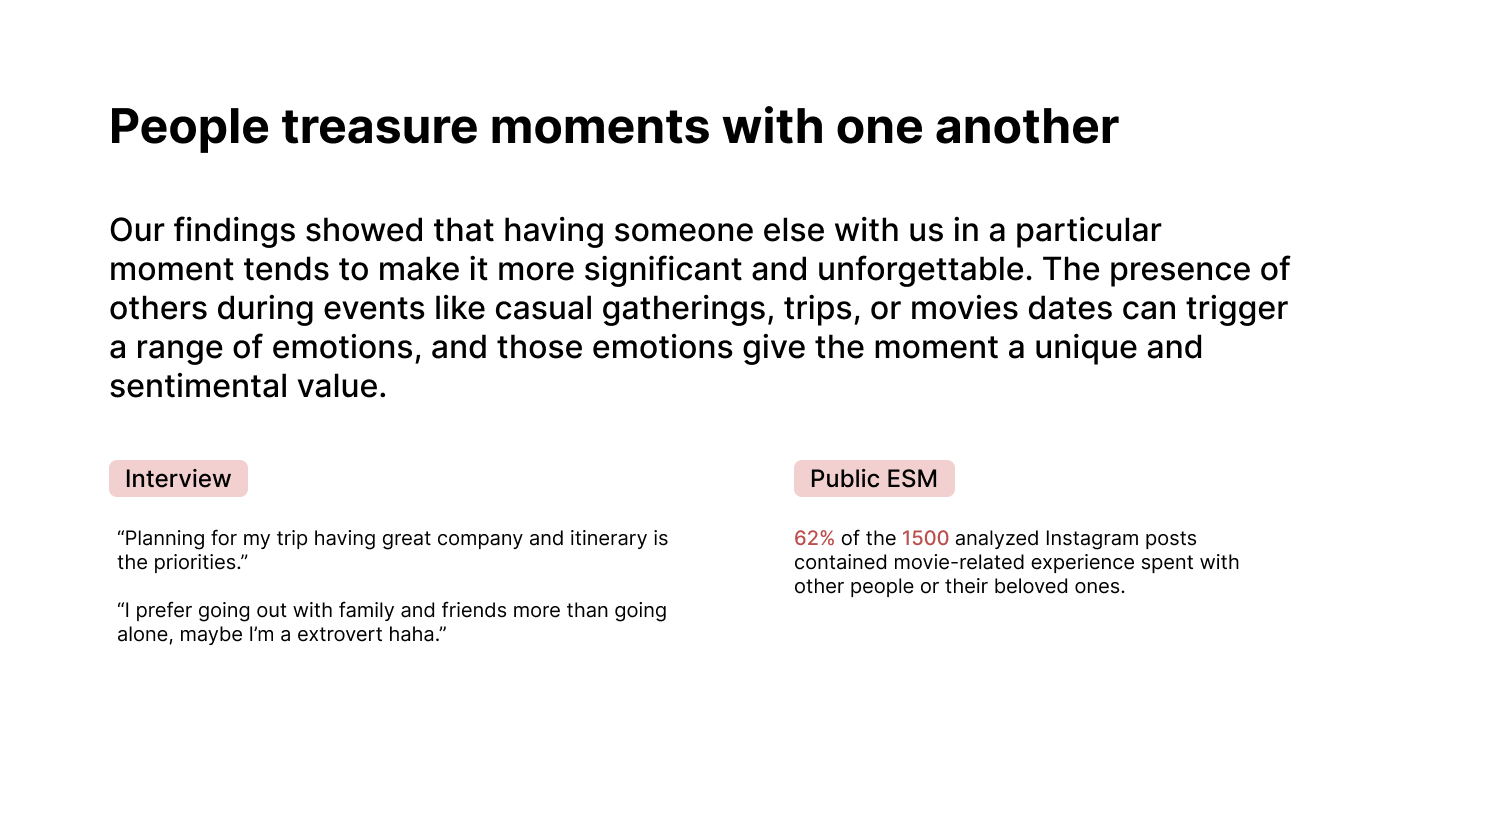 People treasure moments with one another
Our findings showed that having someone else with us in a particular
moment tends to make it more significant and unforgettable. The presence of
others during events like casual gatherings, trips, or movies dates can trigger
a range of emotions, and those emotions give the moment a unique and
sentimental value.
Interview
“Planning for my trip having great company and itinerary is
the priorities.”
“I prefer going out with family and friends more than going
alone, maybe I’m a extrovert haha.”
Public ESM
62% of the 1500 analyzed Instagram posts
contained movie-related experience spent with
other people or their beloved ones.